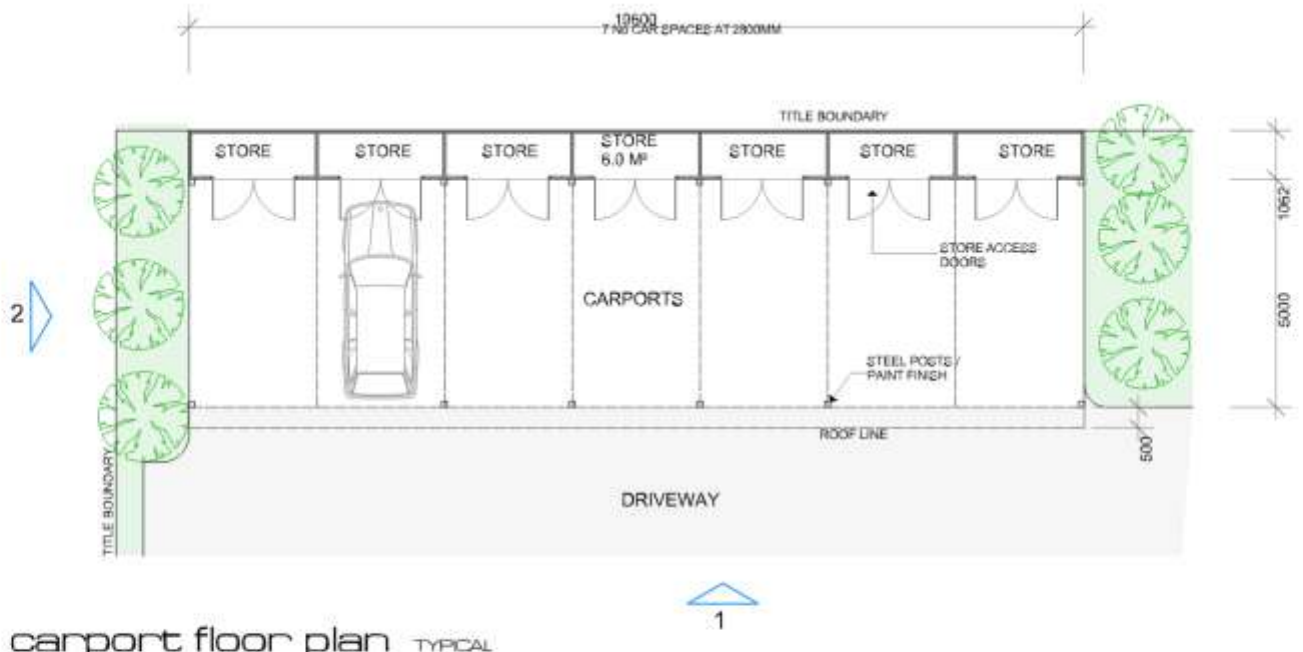 19600
7 No CAR SPACES AT 2800MM
TITLE BOUNDARY
STORE
STORE
STORE
STORE
6.0 M²
STORE
STORE
STORE
1062
STORE ACCESS
DOORS
2
CARPORTS
5000
STEEL POSTS /
PAINT FINISH
ROOF LINE
500
TITLE BOUNDARY
DRIVEWAY
1
carport floor plan TYPICAL